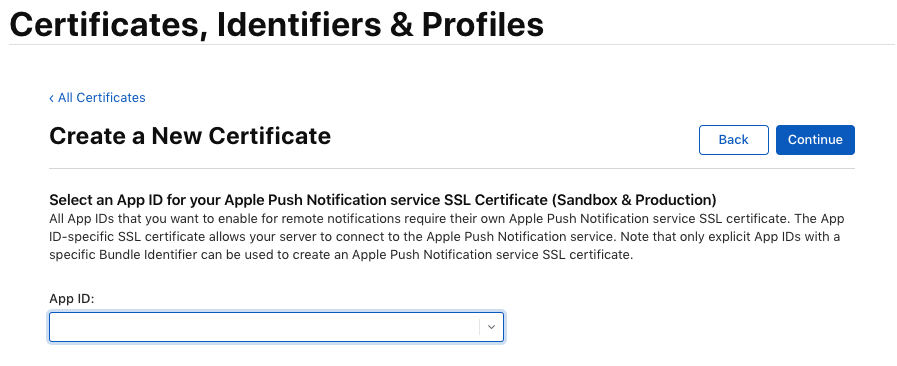 Certificates, Identifiers & Profiles
‹ All Certificates
Create a New Certificate
Back
Continue
Select an App ID for your Apple Push Notification service SSL Certificate (Sandbox & Production)
All App IDs that you want to enable for remote notifications require their own Apple Push Notification service SSL certificate. The App
ID-specific SSL certificate allows your server to connect to the Apple Push Notification service. Note that only explicit App IDs with a
specific Bundle Identifier can be used to create an Apple Push Notification service SSL certificate.
App ID: